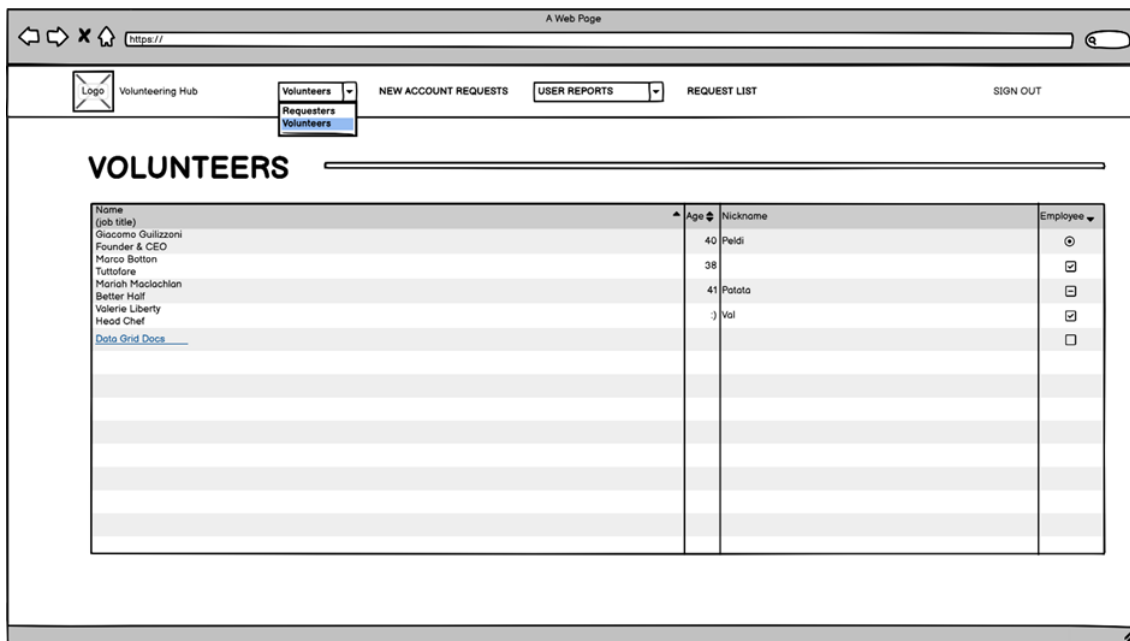 A Web Page
https://
Logo
Volunteering Hub
Volunteers
NEW ACCOUNT REQUESTS
USER REPORTS
REQUEST LIST
SIGN OUT
Requesters
Volunteers
VOLUNTEERS
Name
(job title)
Age
Nickname
Employee
Giacomo Guilizzoni
Founder & CEO
40
Peldi
Marco Botton
Tuttofare
38
Mariah Maclachlan
Better Half
41
Patata
Valerie Liberty
Head Chef
:)
Val
Data Grid Docs